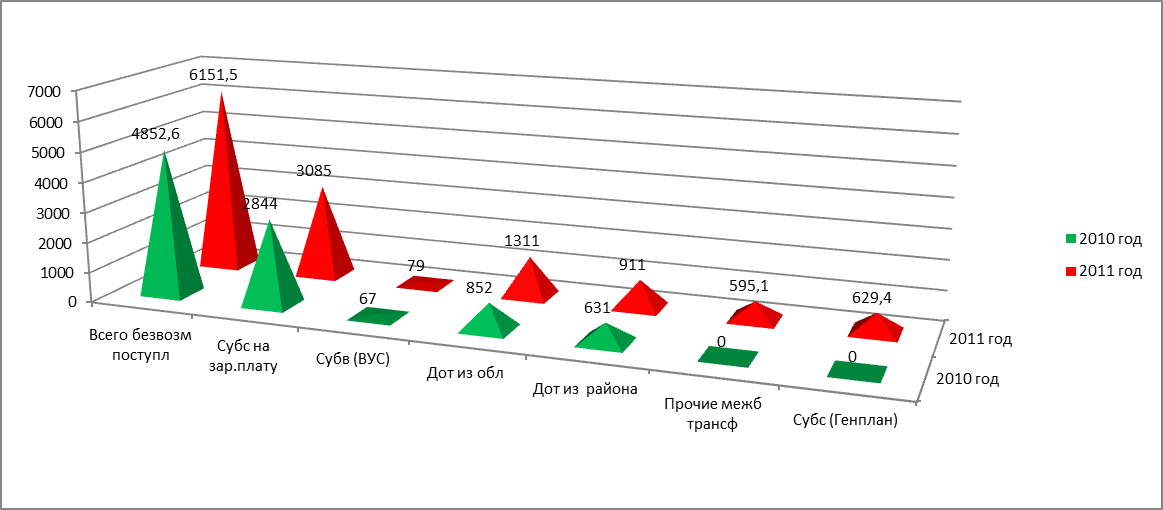 7000
6000
5000
4000
3000
2000
1000
0
6151,5
4852,6
3085
2844
79
67
1311
852
911
631
595,1
0
629,4
0
Всего безвозм
поступл
Субс на
зар.плату
Субв (ВУС)
Дот из обл
Дот из  района
Прочие межб
трансф
Субс (Генплан)
2011 год
2010 год
2010 год
2011 год